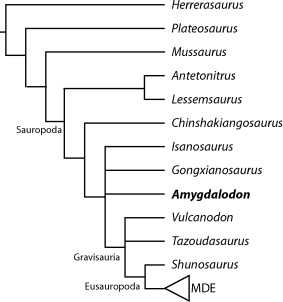 Herrerasaurus
Plateosaurus
Mussaurus
Antetonitrus
Lessemsaurus
Sauropoda
Chinshakiangosaurus
Isanosaurus
Gongxianosaurus
Amygdalodon
Vulcanodon
Tazoudasaurus
Gravisauria
Shunosaurus
Eusauropoda
MDE